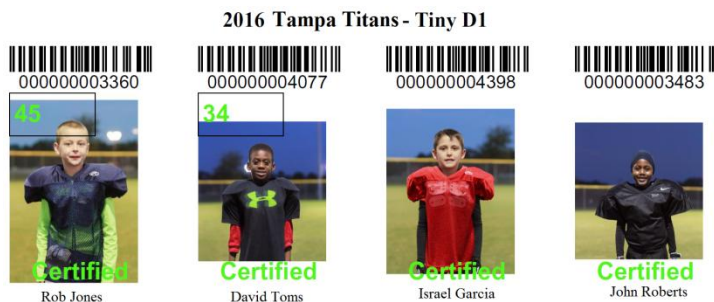 2016 Tampa Titans - Tiny D1
000000003360 000000004077 000000004398 000000003483
45 34
Certified Certified Certified Certified
Rob Jones David Toms Israel Garcia John Roberts